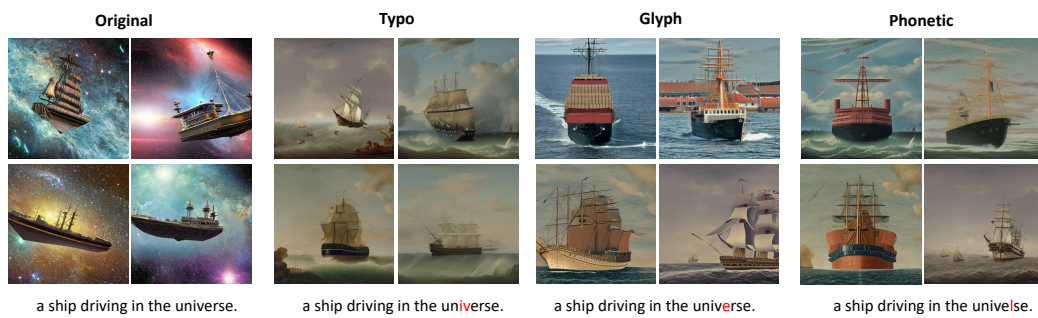 Original Typo Glyph Phonetic
a ship driving in the universe. a ship driving in the universe. a ship driving in the universe. a ship driving in the univelse.